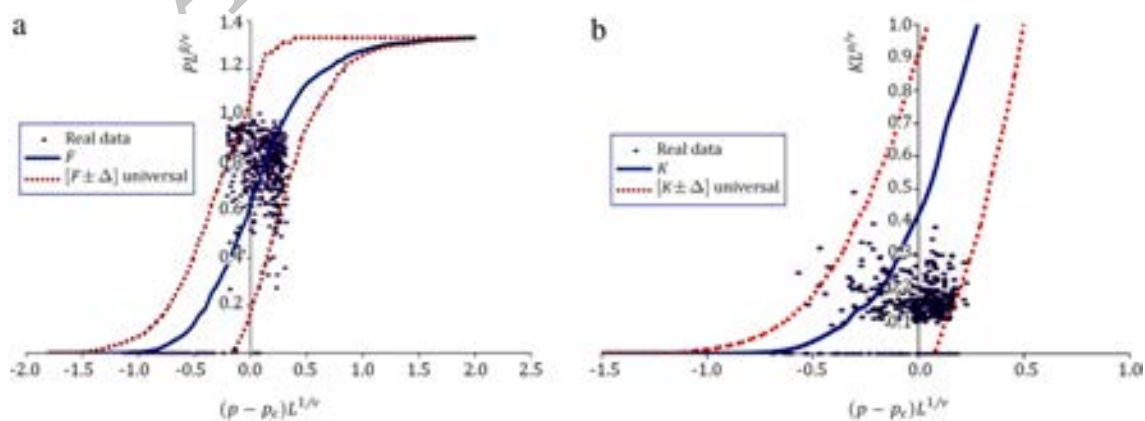 a
PL^β/ν
1.4
1.2
1.0
0.8
0.6
0.4
0.2
Real data
F
[F ± Δ] universal
-2.0 -1.5 -1.0 -0.5 0.0 0.5 1.0 1.5 2.0 2.5
(p − p_c)L^1/ν
b
1.0
0.9
0.8
0.7
0.6
0.5
0.4
0.3
0.2
0.1
Real data
K
[K ± Δ] universal
-1.5 -1.0 -0.5 0.0 0.5 1.0
(p − p_c)L^1/ν